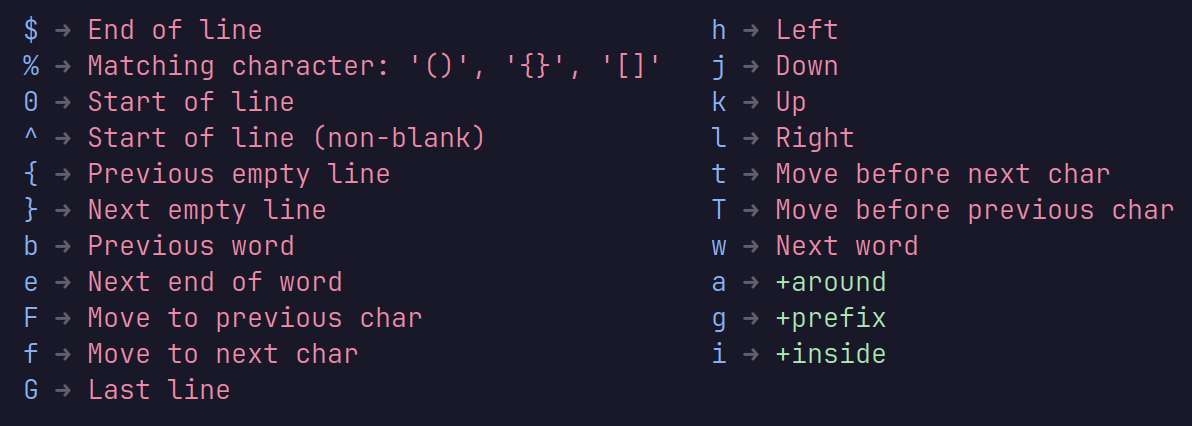 $ → End of line
% → Matching character: '()', '{}', '[]'
0 → Start of line
^ → Start of line (non-blank)
{ → Previous empty line
} → Next empty line
b → Previous word
e → Next end of word
F → Move to previous char
f → Move to next char
G → Last line
h → Left
j → Down
k → Up
l → Right
t → Move before next char
T → Move before previous char
w → Next word
a → +around
g → +prefix
i → +inside